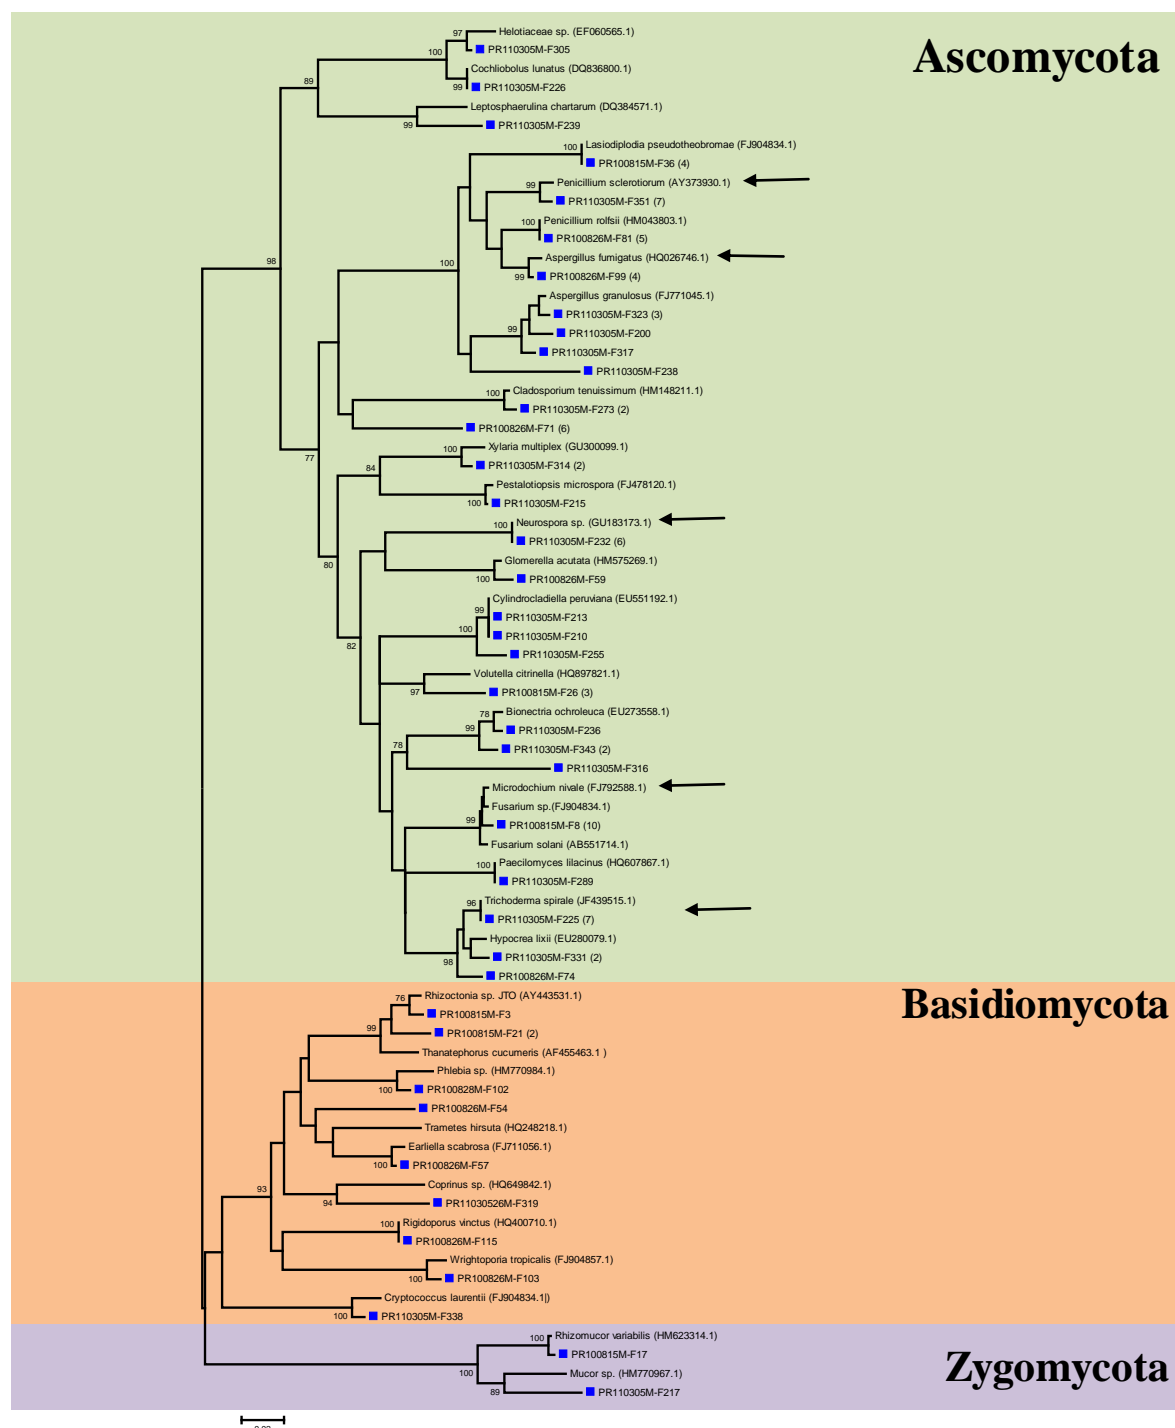 Ascomycota
97
Helotiaceae sp. (EF060565.1)
PR110305M-F305
100
Cochliobolus lunatus (DQ836800.1)
99
PR110305M-F226
89
Leptosphaerulina chartarum (DQ384571.1)
99
PR110305M-F239
100
Lasiodiplodia pseudotheobromae (FJ904834.1)
PR100815M-F36 (4)
99
Penicillium sclerotiorum (AY373930.1)
PR110305M-F351 (7)
100
Penicillium rolfsii (HM043803.1)
PR100826M-F81 (5)
Aspergillus fumigatus (HQ026746.1)
98
100
99
PR100826M-F99 (4)
Aspergillus granulosus (FJ771045.1)
PR110305M-F323 (3)
99
PR110305M-F200
PR110305M-F317
PR110305M-F238
100
Cladosporium tenuissimum (HM148211.1)
PR110305M-F273 (2)
PR100826M-F71 (6)
100
Xylaria multiplex (GU300099.1)
77
84
PR110305M-F314 (2)
Pestalotiopsis microspora (FJ478120.1)
100
PR110305M-F215
100
Neurospora sp. (GU183173.1)
PR110305M-F232 (6)
80
Glomerella acutata (HM575269.1)
100
PR100826M-F59
Cylindrocladiella peruviana (EU551192.1)
99
PR110305M-F213
100
PR110305M-F210
82
PR110305M-F255
Volutella citrinella (HQ897821.1)
97
PR100815M-F26 (3)
78
Bionectria ochroleuca (EU273558.1)
99
PR110305M-F236
78
PR110305M-F343 (2)
PR110305M-F316
Microdochium nivale (FJ792588.1)
Fusarium sp.(FJ904834.1)
99
PR100815M-F8 (10)
Fusarium solani (AB551714.1)
100
Paecilomyces lilacinus (HQ607867.1)
PR110305M-F289
96
Trichoderma spirale (JF439515.1)
PR110305M-F225 (7)
Hypocrea lixii (EU280079.1)
98
PR110305M-F331 (2)
PR100826M-F74
Basidiomycota
76
Rhizoctonia sp. JTO (AY443531.1)
PR100815M-F3
99
PR100815M-F21 (2)
Thanatephorus cucumeris (AF455463.1 )
Phlebia sp. (HM770984.1)
100
PR100828M-F102
PR100826M-F54
Trametes hirsuta (HQ248218.1)
Earliella scabrosa (FJ711056.1)
100
PR100826M-F57
93
Coprinus sp. (HQ649842.1)
94
PR11030526M-F319
100
Rigidoporus vinctus (HQ400710.1)
PR100826M-F115
Wrightoporia tropicalis (FJ904857.1)
100
PR100826M-F103
Cryptococcus laurentii (FJ904834.1|)
100
PR110305M-F338
Zygomycota
100
Rhizomucor variabilis (HM623314.1)
PR100815M-F17
100
Mucor sp. (HM770967.1)
89
PR110305M-F217